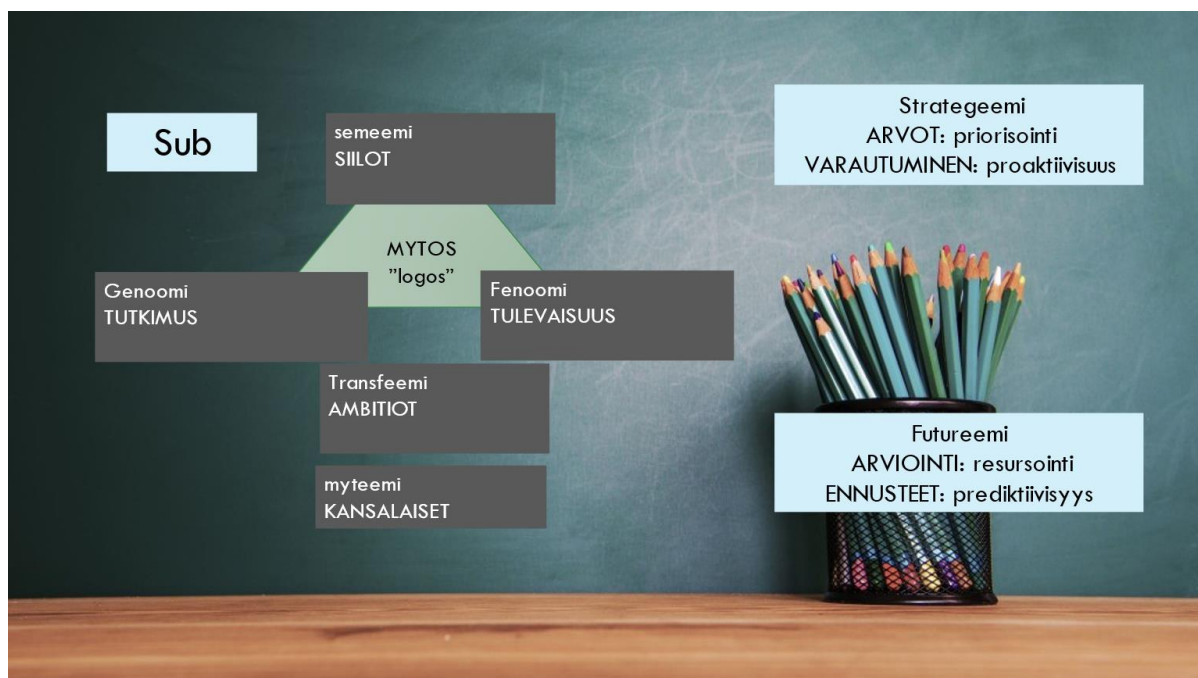 Sub
semeemi
SIILOT
MYTOS
”logos”
Genoomi
TUTKIMUS
Fenoomi
TULEVAISUUS
Transfeemi
AMBITIOT
myteemi
KANSALAISET
Strategeemi
ARVOT: priorisointi
VARAUTUMINEN: proaktiivisuus
Futureemi
ARVIOINTI: resursointi
ENNUSTEET: prediktiivisyys